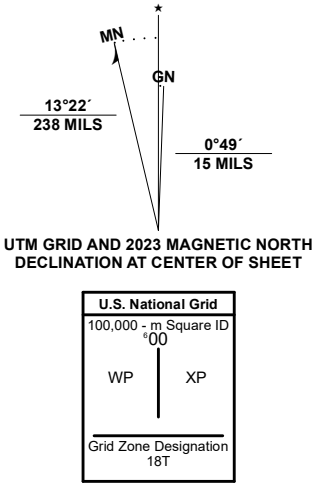 ★
MN
GN
13°22´
238 MILS
0°49´
15 MILS
UTM GRID AND 2023 MAGNETIC NORTH
DECLINATION AT CENTER OF SHEET
U.S. National Grid
100,000 - m Square ID
⁶00
WP XP
Grid Zone Designation
18T